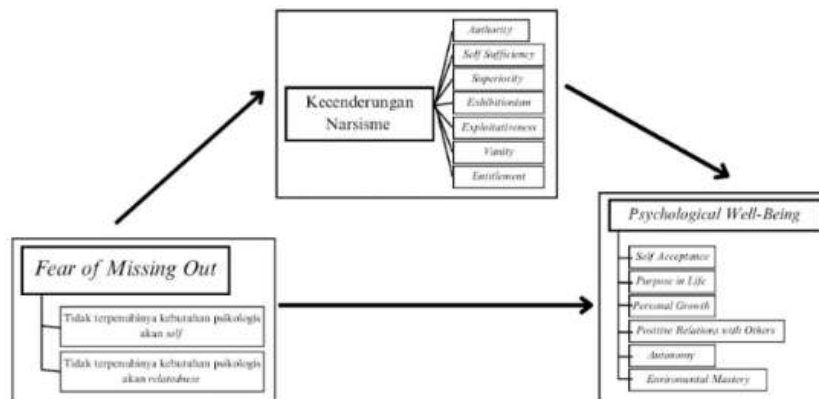 Authority
Self Sufficiency
Superiosity
Exhibitionism
Exploitativeness
Vanity
Entitlement
Kecenderungan
Narsisme
Psychological Well-Being
Self Acceptance
Purpose in Life
Personal Growth
Positive Relations with Others
Autonomy
Enviromental Mastery
Fear of Missing Out
Tidak terpenuhinya kebutuhan psikologis
akan self
Tidak terpenuhinya kebutuhan psikologis
akan relatedness